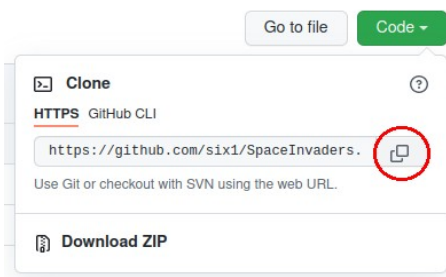 Go to file Code
Clone
HTTPS GitHub CLI
https://github.com/six1/SpaceInvaders.
Use Git or checkout with SVN using the web URL.
Download ZIP